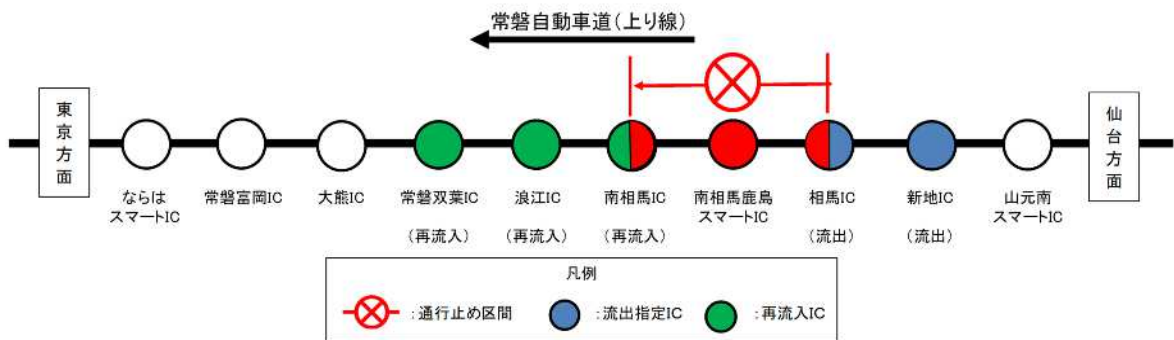 常磐自動車道(上り線)
東京方面
仙台方面
ならは
スマートIC
常磐富岡IC
大熊IC
常磐双葉IC
(再流入)
浪江IC
(再流入)
南相馬IC
(再流入)
南相馬鹿島
スマートIC
相馬IC
(流出)
新地IC
(流出)
山元南
スマートIC
凡例
:通行止め区間
:流出指定IC
:再流入IC